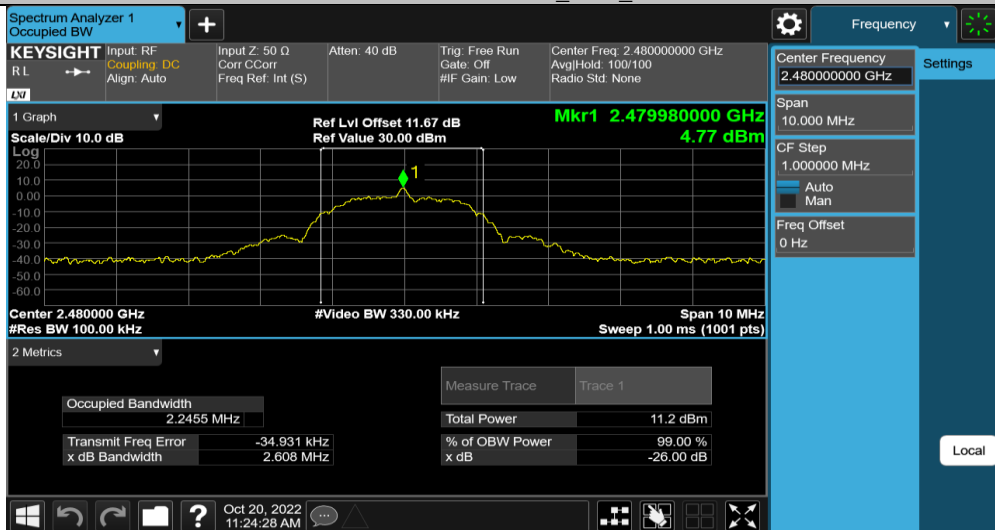 Spectrum Analyzer 1
Occupied BW
+
Frequency
KEYSIGHT
R L
LXI
Input: RF
Coupling: DC
Align: Auto
Input Z: 50 Ω
Corr CCorr
Freq Ref: Int (S)
Atten: 40 dB
Trig: Free Run
Gate: Off
#IF Gain: Low
Center Freq: 2.480000000 GHz
Avg|Hold: 100/100
Radio Std: None
Center Frequency
2.480000000 GHz
Settings
Span
10.000 MHz
CF Step
1.000000 MHz
Auto
Man
Freq Offset
0 Hz
1 Graph
Scale/Div 10.0 dB
Ref Lvl Offset 11.67 dB
Ref Value 30.00 dBm
Mkr1 2.479980000 GHz
4.77 dBm
Log
20.0
10.0
0.00
-10.0
-20.0
-30.0
-40.0
-50.0
-60.0
1
Center 2.480000 GHz
#Res BW 100.00 kHz
#Video BW 330.00 kHz
Span 10 MHz
Sweep 1.00 ms (1001 pts)
2 Metrics
Measure Trace Trace 1
Occupied Bandwidth
2.2455 MHz
Total Power 11.2 dBm
Transmit Freq Error -34.931 kHz
% of OBW Power 99.00 %
x dB Bandwidth 2.608 MHz
x dB -26.00 dB
Local
?
Oct 20, 2022
11:24:28 AM